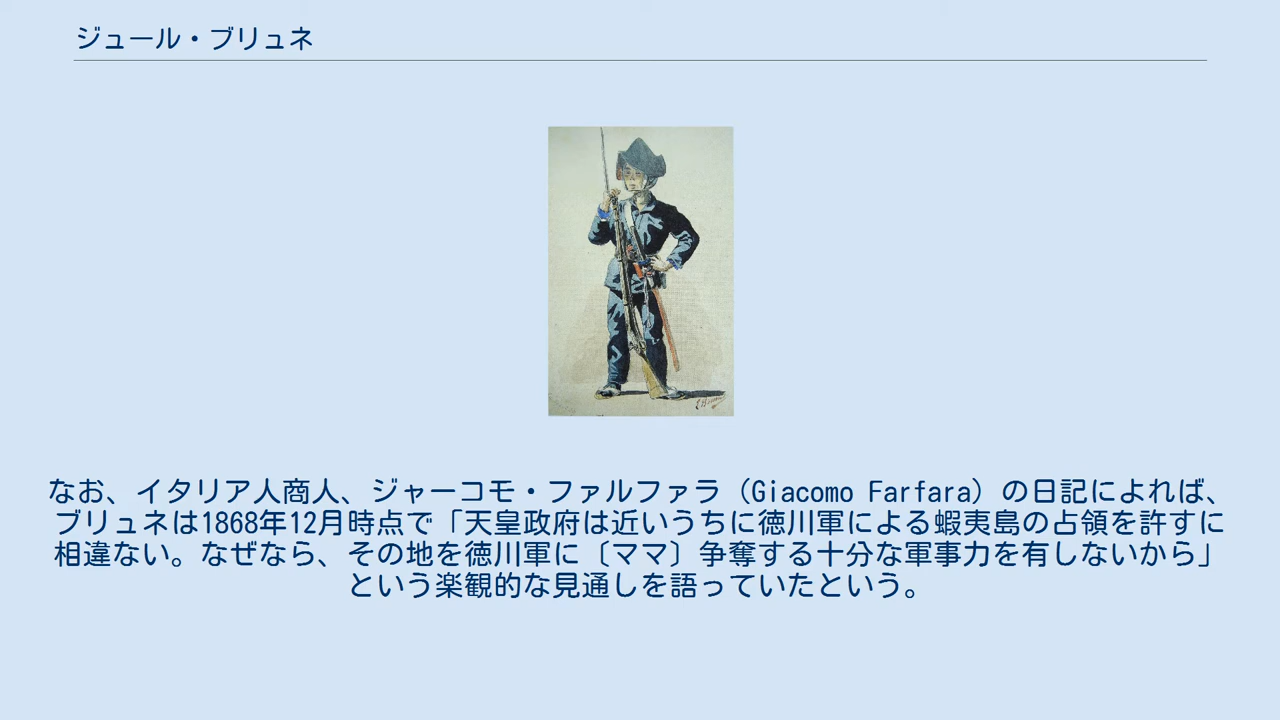 ジュール・ブリュネ
なお、イタリア人商人、ジャーコモ・ファルファラ（Giacomo Farfara）の日記によれば、
ブリュネは1868年12月時点で「天皇政府は近いうちに徳川軍による蝦夷島の占領を許すに
相違ない。なぜなら、その地を徳川軍に〔ママ〕争奪する十分な軍事力を有しないから」
という楽観的な見通しを語っていたという。